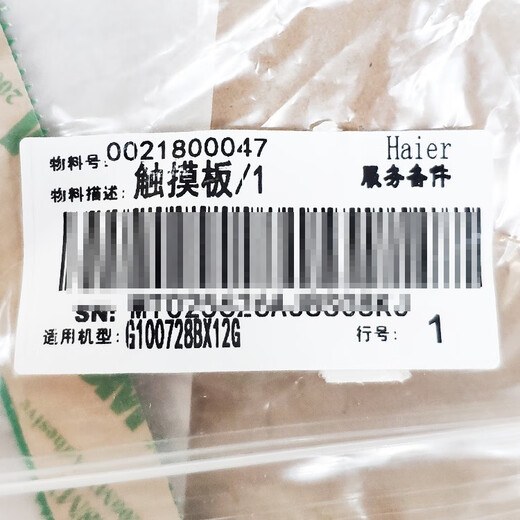 物料号: 0021800047
Haier
物料描述: 触摸板/1
服务备件
SN:
适用机型: G100728BX12G
行号: 1